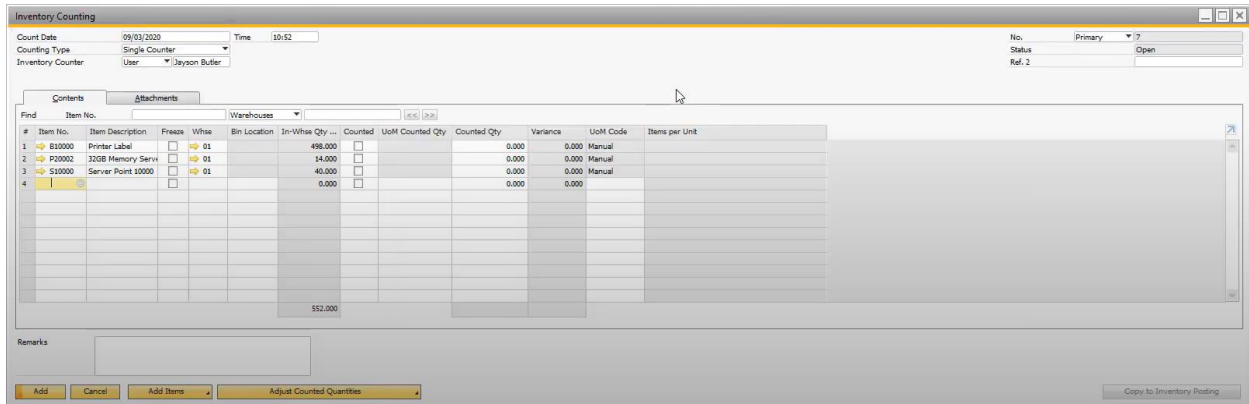 Inventory Counting
Count Date 09/03/2020 Time 10:52 No. Primary 7
Counting Type Single Counter Status Open
Inventory Counter User Jayson Butler Ref. 2
Contents Attachments
Find Item No. Warehouses << >>
# Item No. Item Description Freeze Whse Bin Location In-Whse Qty ... Counted UoM Counted Qty Counted Qty Variance UoM Code Items per Unit
1 B10000 Printer Label 01 498.000 0.000 0.000 Manual
2 P20002 32GB Memory Serve 01 14.000 0.000 0.000 Manual
3 S10000 Server Point 10000 01 40.000 0.000 0.000 Manual
4 0.000 0.000 0.000
552.000
Remarks
Add Cancel Add Items Adjust Counted Quantities Copy to Inventory Posting